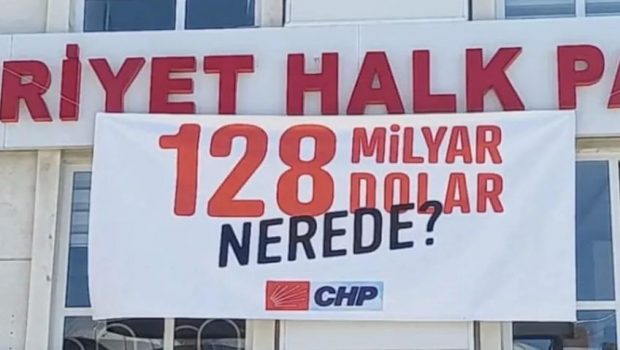 RİYET HALK PA
128 MİLYAR
DOLAR
NEREDE?
CHP